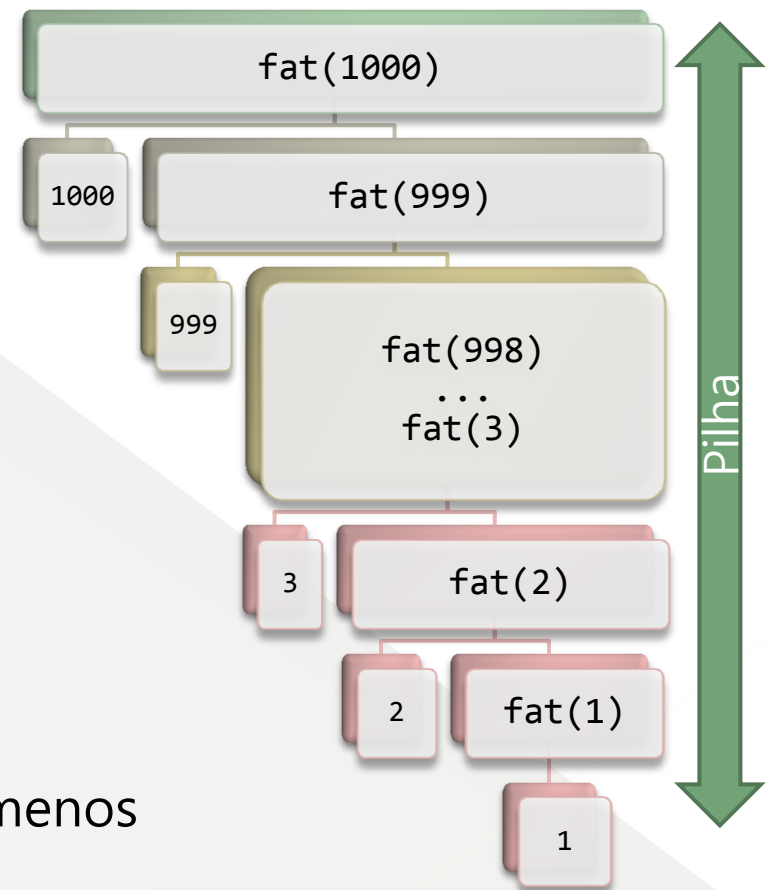 fat(1000)
1000
fat(999)
999
fat(998)
...
fat(3)
3
fat(2)
2
fat(1)
1
Pilha
menos